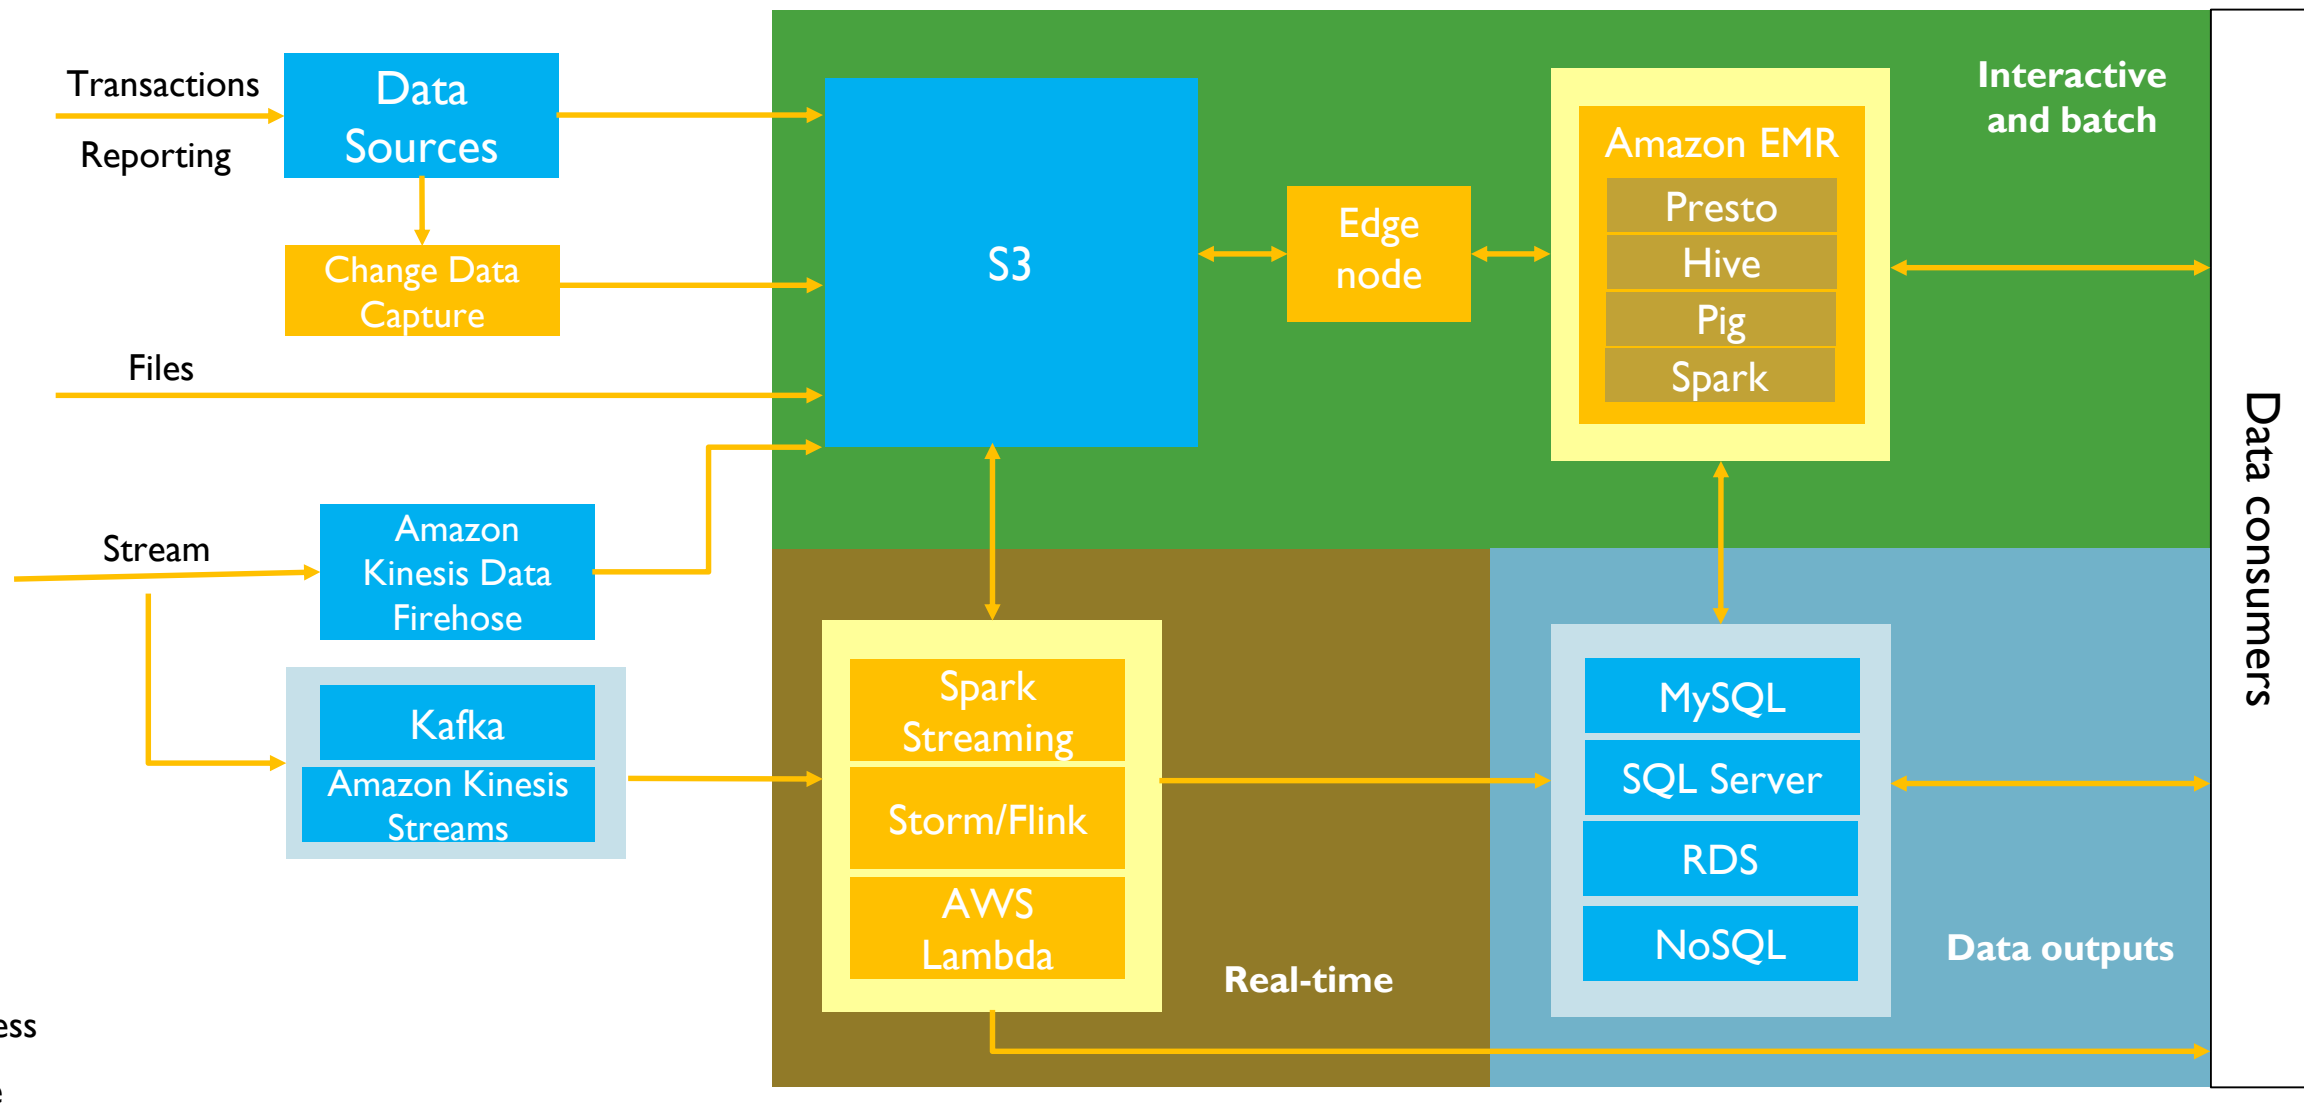 Transactions
Reporting
Data
Sources
Change Data
Capture
Files
Stream
Amazon
Kinesis Data
Firehose
Kafka
Amazon Kinesis
Streams
S3
Edge
node
Amazon EMR
Presto
Hive
Pig
Spark
Interactive
and batch
Spark
Streaming
Storm/Flink
AWS
Lambda
Real-time
MySQL
SQL Server
RDS
NoSQL
Data outputs
Data consumers
ess
e